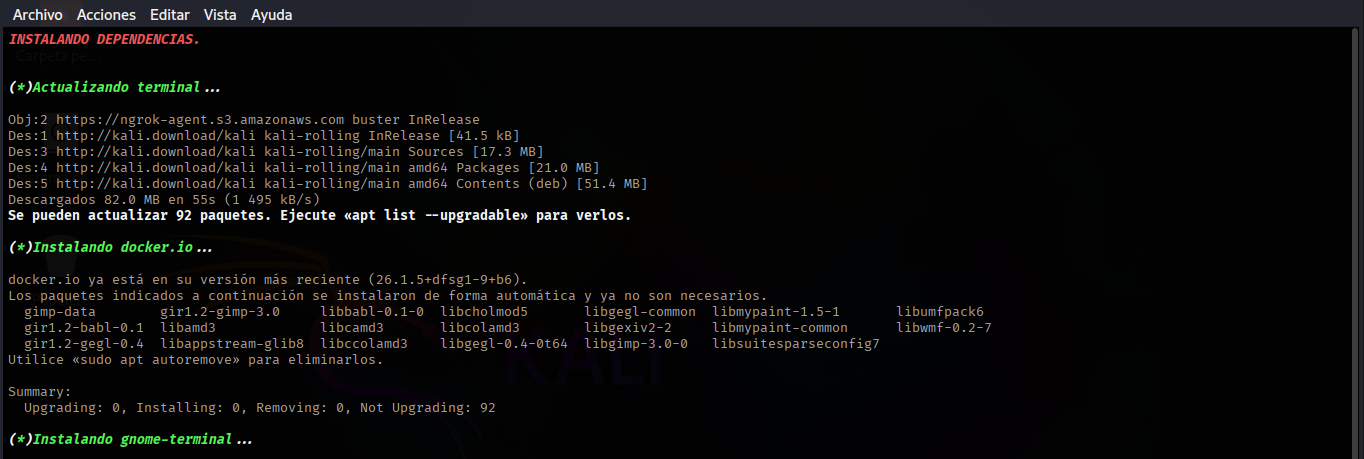 Archivo Acciones Editar Vista Ayuda
INSTALANDO DEPENDENCIAS.
Carpeta pe...
(*)Actualizando terminal...
Obj:2 https://ngrok-agent.s3.amazonaws.com buster InRelease
Des:1 http://kali.download/kali kali-rolling InRelease [41.5 kB]
Des:3 http://kali.download/kali kali-rolling/main Sources [17.3 MB]
Des:4 http://kali.download/kali kali-rolling/main amd64 Packages [21.0 MB]
Des:5 http://kali.download/kali kali-rolling/main amd64 Contents (deb) [51.4 MB]
Descargados 82.0 MB en 55s (1 495 kB/s)
Se pueden actualizar 92 paquetes. Ejecute «apt list --upgradable» para verlos.
(*)Instalando docker.io...
docker.io ya está en su versión más reciente (26.1.5+dfsg1-9+b6).
Los paquetes indicados a continuación se instalaron de forma automática y ya no son necesarios.
gimp-data gir1.2-gimp-3.0 libbabl-0.1-0 libcholmod5 libgegl-common libmypaint-1.5-1 libumfpack6
gir1.2-babl-0.1 libamd3 libcamd3 libcolamd3 libgexiv2-2 libmypaint-common libwmf-0.2-7
gir1.2-gegl-0.4 libappstream-glib8 libccolamd3 libgegl-0.4-0t64 libgimp-3.0-0 libsuitesparseconfig7
Utilice «sudo apt autoremove» para eliminarlos.
KALI
Summary:
Upgrading: 0, Installing: 0, Removing: 0, Not Upgrading: 92
(*)Instalando gnome-terminal...